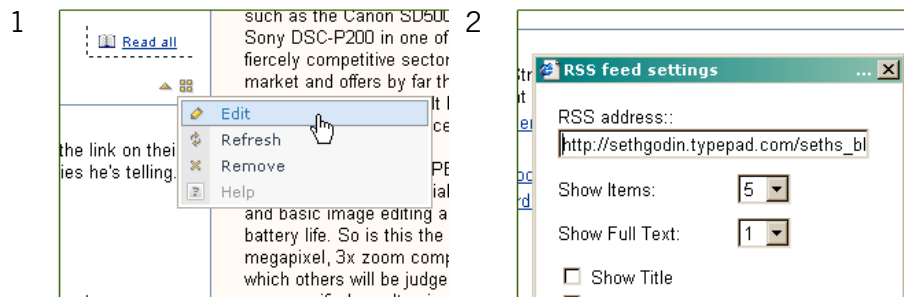 1
such as the Canon SD500
Read all
Sony DSC-P200 in one of
fiercely competitive sector
market and offers by far th
Edit
Refresh
the link on thei
Remove
ies he's telling.
Help
and basic image editing a
battery life. So is this the
megapixel, 3x zoom comp
which others will be judge
2
RSS feed settings
...
RSS address::
http://sethgodin.typepad.com/seths_bl
Show Items:
5
Show Full Text:
1
Show Title